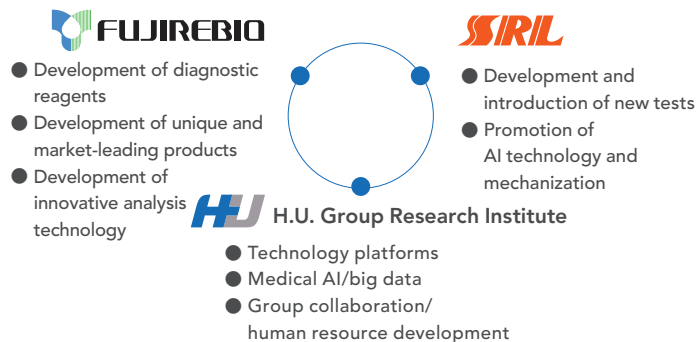 FUJIREBIO
● Development of diagnostic
reagents
● Development of unique and
market-leading products
● Development of
innovative analysis
technology
SRL
● Development and
introduction of new tests
● Promotion of
AI technology and
mechanization
HU H.U. Group Research Institute
● Technology platforms
● Medical AI/big data
● Group collaboration/
human resource development